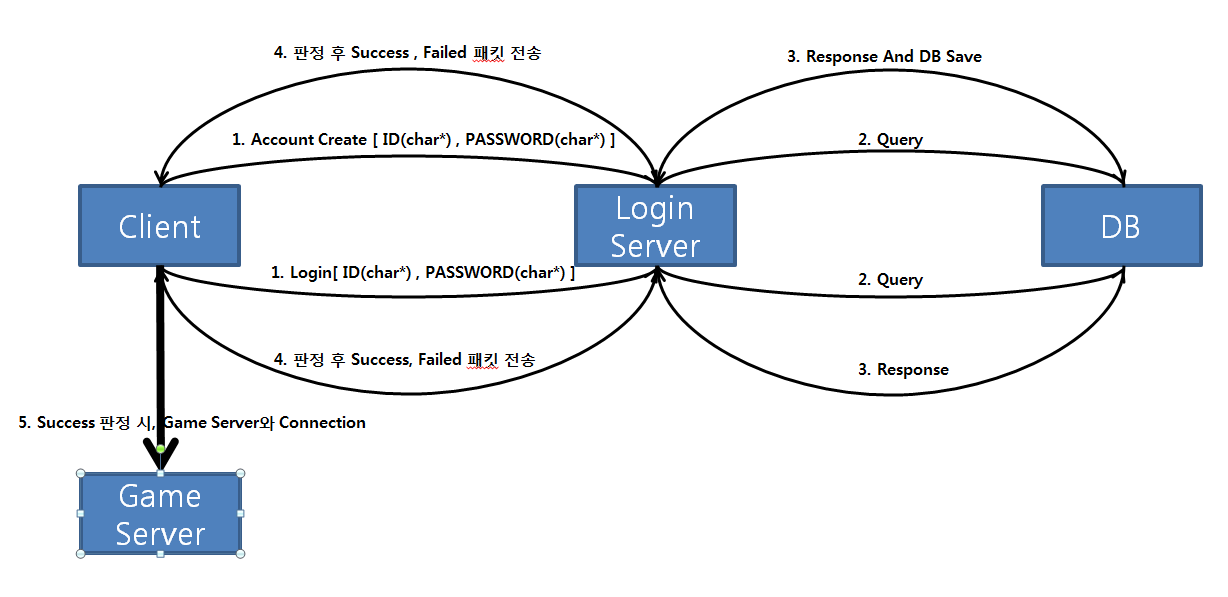 4. 판정 후 Success , Failed 패킷 전송
3. Response And DB Save
1. Account Create [ ID(char*) , PASSWORD(char*) ]
2. Query
Client
Login
Server
DB
1. Login[ ID(char*) , PASSWORD(char*) ]
2. Query
4. 판정 후 Success, Failed 패킷 전송
3. Response
5. Success 판정 시, Game Server와 Connection
Game
Server